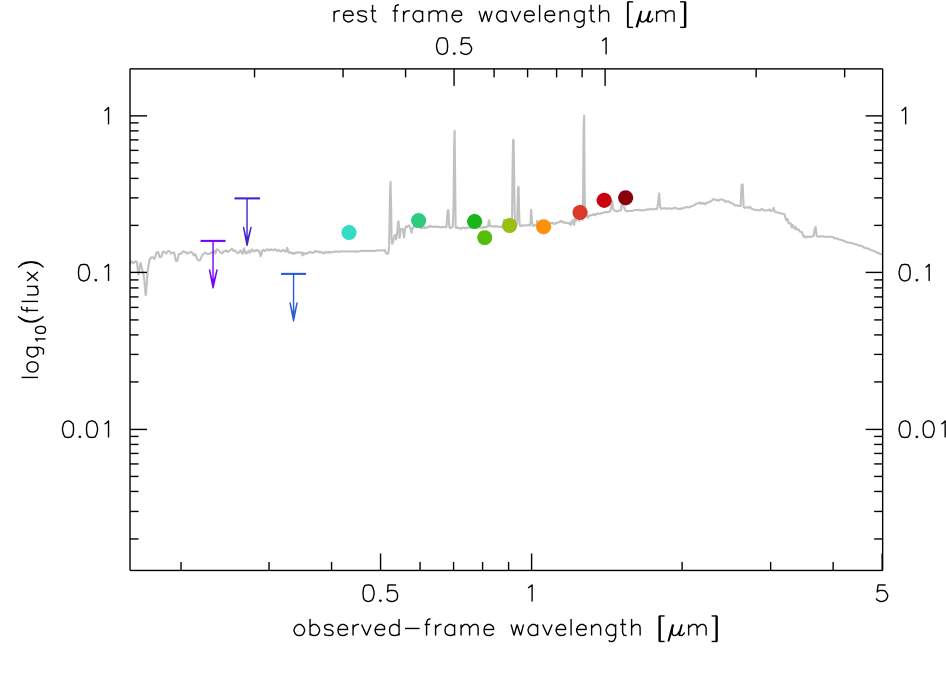 rest frame wavelength [μm]
0.5 1
1 1
0.1 0.1
0.01 0.01
log10(flux)
0.5 1 5
observed-frame wavelength [μm]